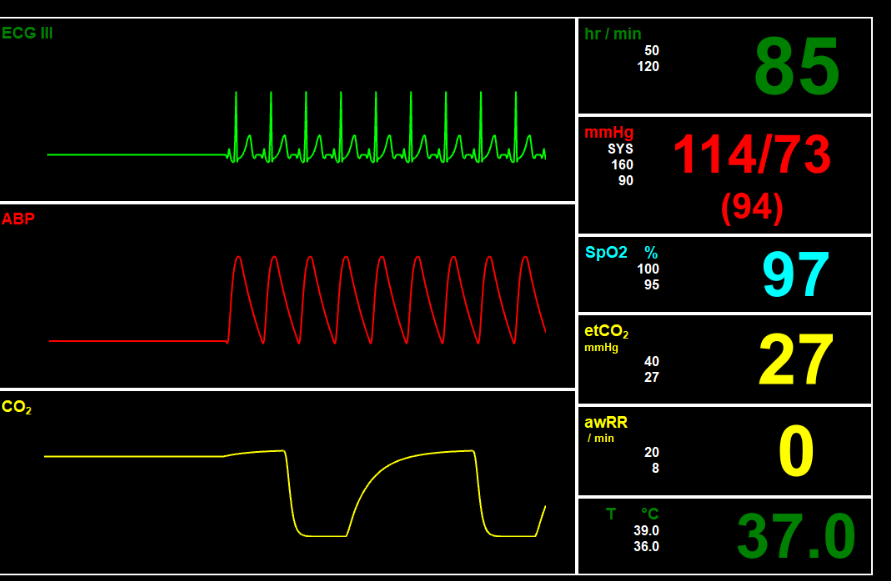 ECG III
hr / min
50
120
85
mmHg
SYS
160
90
114/73
(94)
ABP
SpO2 %
100
95
97
etCO₂
mmHg
40
27
27
CO₂
awRR
/ min
20
8
0
T °C
39.0
36.0
37.0